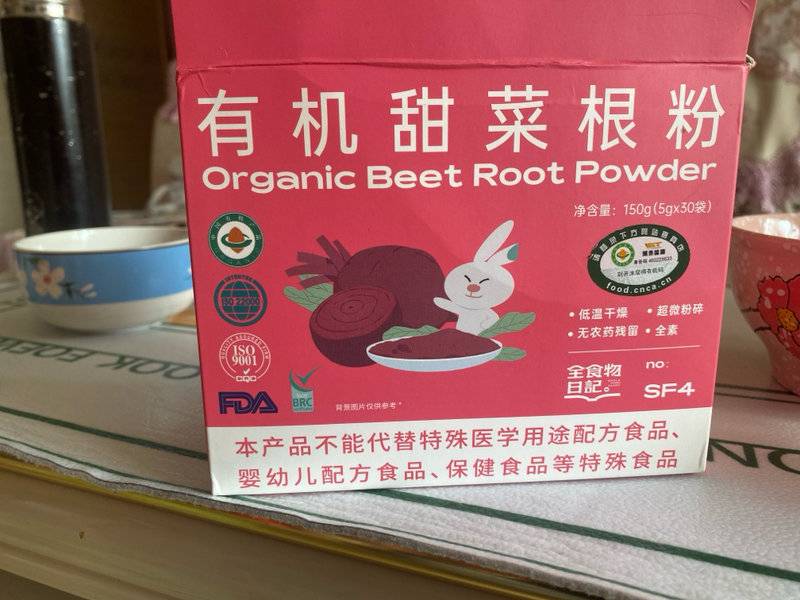 有机甜菜根粉
Organic Beet Root Powder
净含量：150g(5gx30袋)
food.cnca.cn
ISO 22000
ISO
9001
CQC
FDA
BRC
• 低温干燥 • 超微粉碎
• 无农药残留 • 全素
背景图片仅供参考*
全食物
日記。
no:
SF4
本产品不能代替特殊医学用途配方食品、
婴幼儿配方食品、保健食品等特殊食品